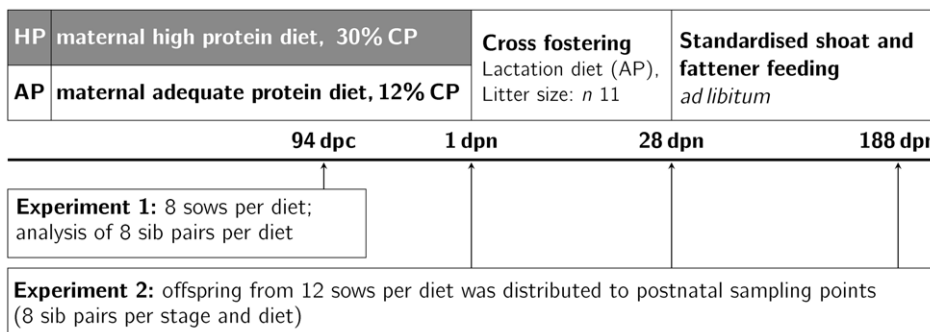 HP maternal high protein diet, 30% CP
AP maternal adequate protein diet, 12% CP
Cross fostering
Lactation diet (AP),
Litter size: n 11
Standardised shoat and
fattener feeding
ad libitum
94 dpc 1 dpn 28 dpn 188 dpn
Experiment 1: 8 sows per diet;
analysis of 8 sib pairs per diet
Experiment 2: offspring from 12 sows per diet was distributed to postnatal sampling points
(8 sib pairs per stage and diet)